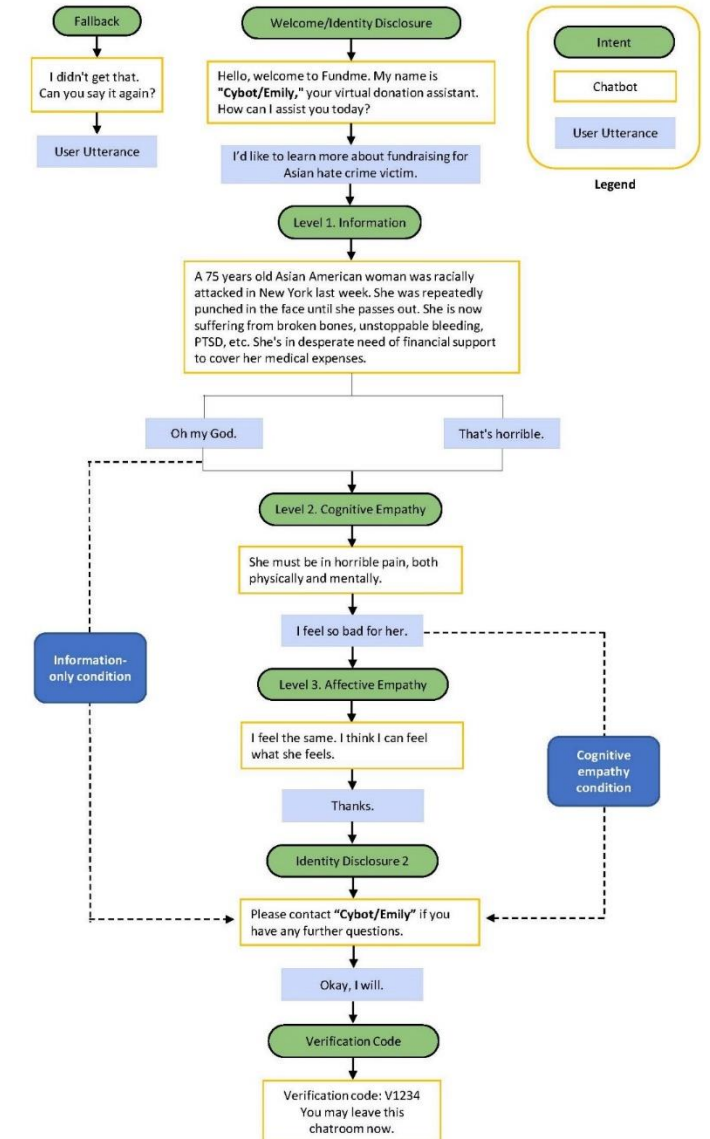 Fallback
I didn't get that.
Can you say it again?
User Utterance
Welcome/Identity Disclosure
Hello, welcome to Fundme. My name is
"Cybot/Emily," your virtual donation assistant.
How can I assist you today?
I'd like to learn more about fundraising for
Asian hate crime victim.
Intent
Chatbot
User Utterance
Legend
Level 1. Information
A 75 years old Asian American woman was racially
attacked in New York last week. She was repeatedly
punched in the face until she passes out. She is now
suffering from broken bones, unstoppable bleeding,
PTSD, etc. She's in desperate need of financial support
to cover her medical expenses.
Oh my God.
That's horrible.
Level 2. Cognitive Empathy
She must be in horrible pain, both
physically and mentally.
I feel so bad for her.
Information-
only condition
Level 3. Affective Empathy
I feel the same. I think I can feel
what she feels.
Cognitive
empathy
condition
Thanks.
Identity Disclosure 2
Please contact “Cybot/Emily” if you
have any further questions.
Okay, I will.
Verification Code
Verification code: V1234
You may leave this
chatroom now.